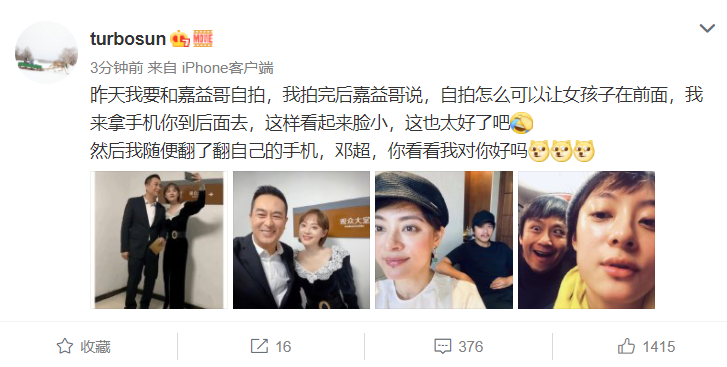 turbosun MOVIE
3分钟前 来自 iPhone客户端
昨天我要和嘉益哥自拍，我拍完后嘉益哥说，自拍怎么可以让女孩子在前面，我
来拿手机你到后面去，这样看起来脸小，这也太好了吧
然后我随便翻了翻自己的手机，邓超，你看看我对你好吗
观众大堂
收藏
16
376
1415